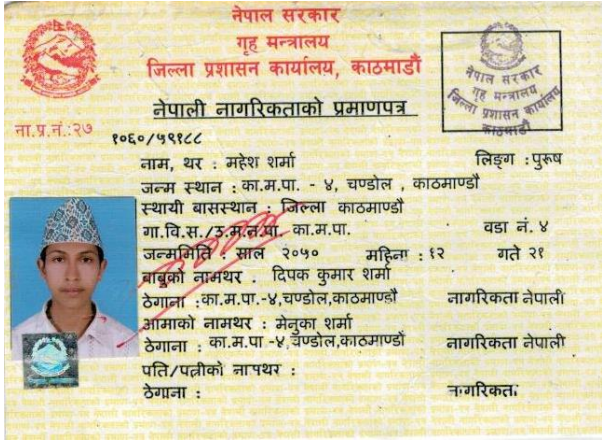 नेपाल सरकार
गृह मन्त्रालय
जिल्ला प्रशासन कार्यालय, काठमाडौं
नेपाल सरकार
गृह मन्त्रालय
जिल्ला प्रशासन कार्यालय
काठमाडौं
नेपाली नागरिकताको प्रमाणपत्र
ना.प्र.नं.:२७
१०६०/५९१८८
नाम, थर : महेश शर्मा लिङ्ग :पुरूष
जन्म स्थान : का.म.पा. - ४, चण्डोल , काठमाण्डौ
स्थायी बासस्थान : जिल्ला काठमाण्डौ
गा.वि.स./उ.म.न.पा. का.म.पा. वडा नं. ४
जन्ममिति : साल २०५० महिना : १२ गते २१
बाबुको नामथर : दिपक कुमार शर्मा
ठेगाना :का.म.पा.-४,चण्डोल,काठमाण्डौ नागरिकता नेपाली
आमाको नामथर : मेनुका शर्मा
ठेगाना : का.म.पा -४,चण्डोल,काठमाण्डौ नागरिकता नेपाली
पति/पत्नीको नामथर :
ठेगाना : नागरिकता: